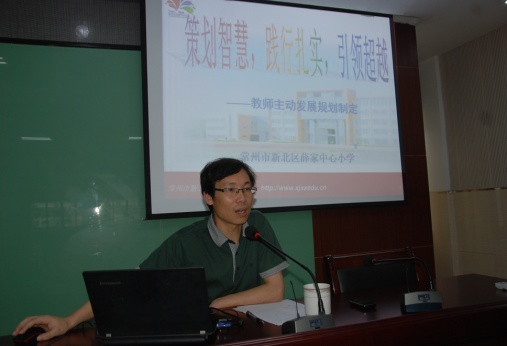 策划智慧，践行扎实，引领超越
——教师主动发展规划制定
常州市新北区薛家中心小学